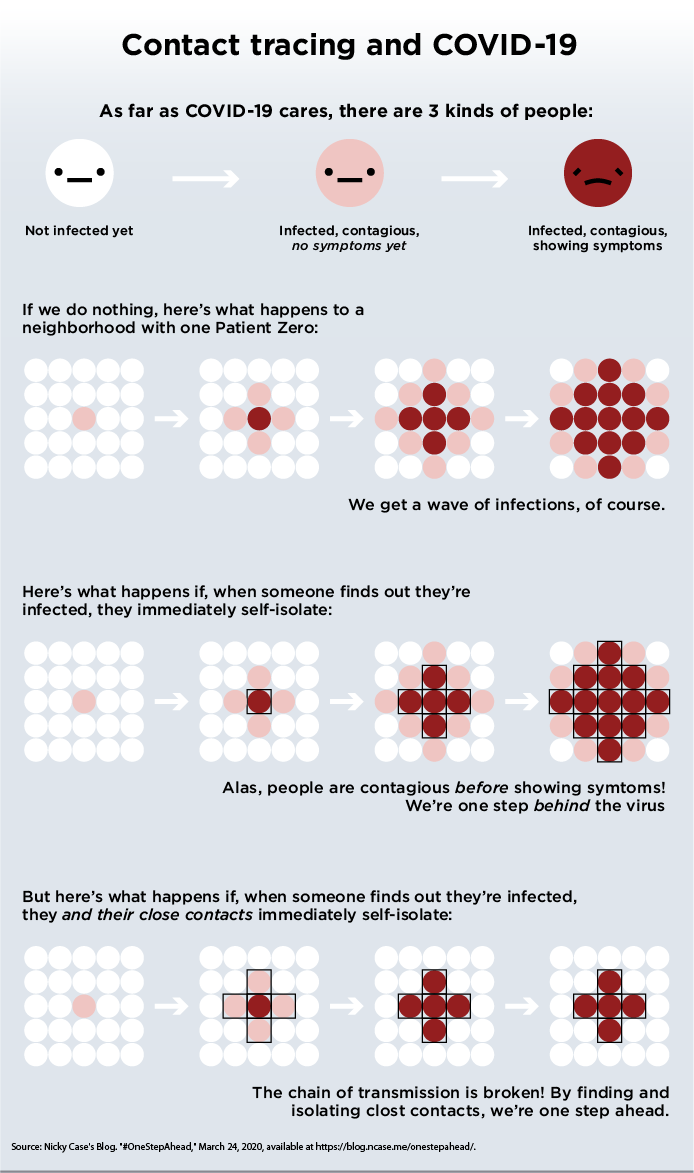 Contact tracing and COVID-19
As far as COVID-19 cares, there are 3 kinds of people:
Not infected yet
Infected, contagious,
no symptoms yet
Infected, contagious,
showing symptoms
If we do nothing, here's what happens to a
neighborhood with one Patient Zero:
We get a wave of infections, of course.
Here's what happens if, when someone finds out they're
infected, they immediately self-isolate:
Alas, people are contagious before showing symtoms!
We're one step behind the virus
But here's what happens if, when someone finds out they're infected,
they and their close contacts immediately self-isolate:
The chain of transmission is broken! By finding and
isolating clost contacts, we're one step ahead.
Source: Nicky Case's Blog. "#OneStepAhead," March 24, 2020, available at https://blog.ncase.me/onestepahead/.